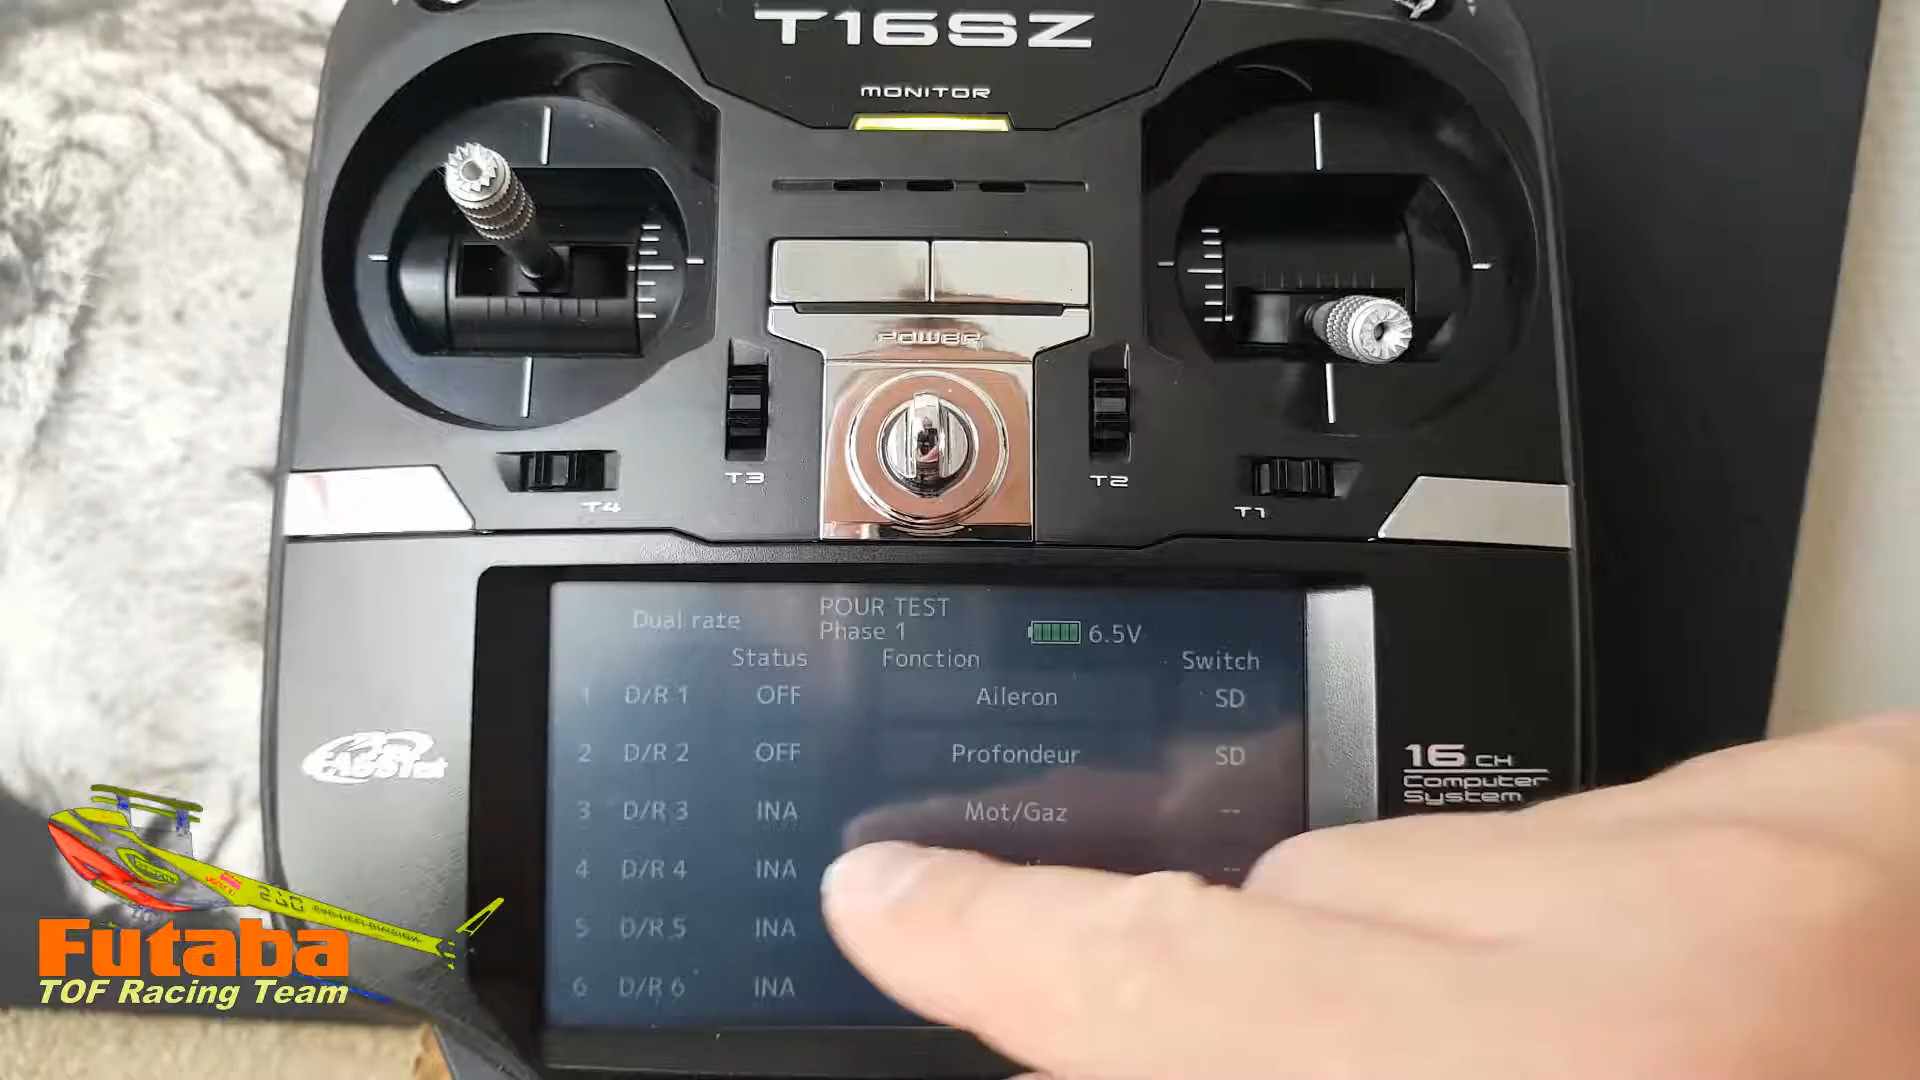 T16SZ
MONITOR
POWER
T3
T2
T4
T1
Dual rate
POUR TEST
Phase 1
6.5V
Status
Fonction
Switch
1 D/R 1 OFF Aileron SD
2 D/R 2 OFF Profondeur SD
3 D/R 3 INA Mot/Gaz --
4 D/R 4 INA --
5 D/R 5 INA
6 D/R 6 INA
16 CH
Computer
System
Futaba
TOF Racing Team